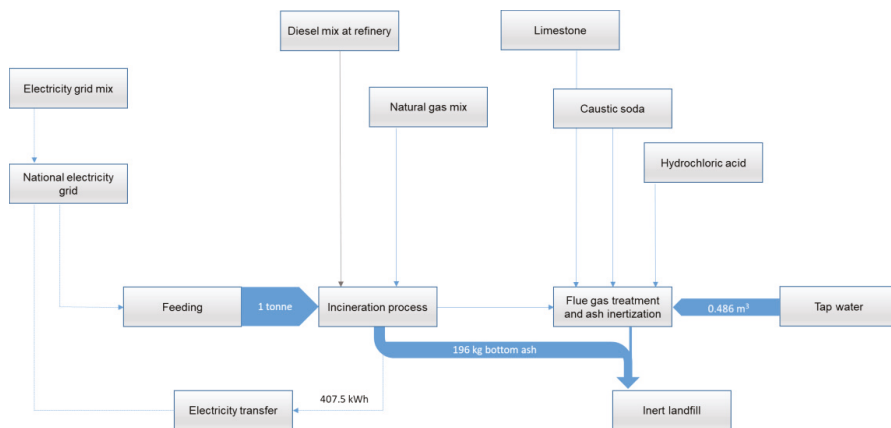 Diesel mix at refinery
Limestone
Electricity grid mix
Natural gas mix
Caustic soda
Hydrochloric acid
National electricity
grid
Feeding
1 tonne
Incineration process
Flue gas treatment
and ash inertization
0.486 m³
Tap water
196 kg bottom ash
407.5 kWh
Electricity transfer
Inert landfill